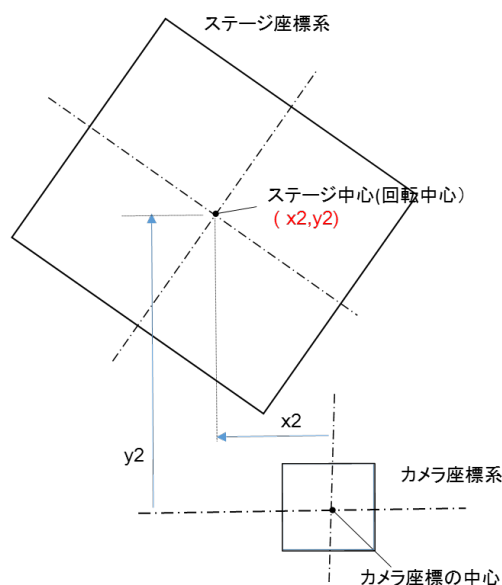 ステージ座標系
ステージ中心(回転中心）
( x2,y2)
x2
y2
カメラ座標系
カメラ座標の中心